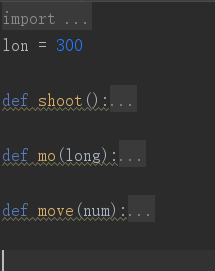 import ...
lon = 300
def shoot():...
def mo(long):...
def move(num):...